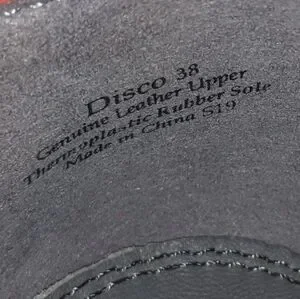 Disco 38
Genuine Leather Upper
Thermoplastic Rubber Sole
Made in China S19